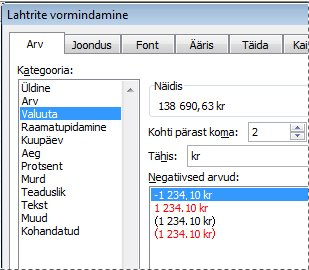 Lahtrite vormindamine
Arv Joondus Font Ääris Täida
Kategooria:
Üldine
Arv
Valuuta
Raamatupidamine
Kuupäev
Aeg
Protsent
Murd
Teaduslik
Tekst
Muud
Kohandatud
Näidis
138 690,63 kr
Kohti pärast koma: 2
Tähis: kr
Negatiivsed arvud:
-1 234.10 kr
1 234.10 kr
(1 234.10 kr)
(1 234.10 kr)